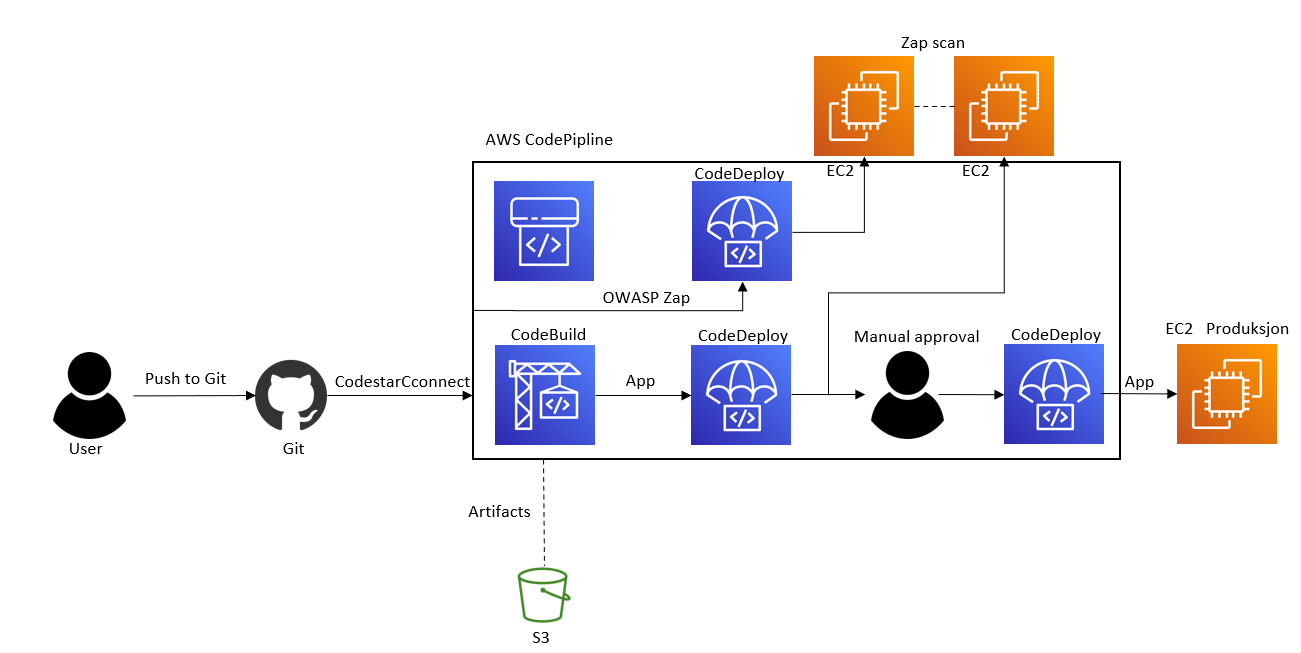 Zap scan
AWS CodePipline
EC2
EC2
CodeDeploy
OWASP Zap
CodeBuild
CodeDeploy
Manual approval
CodeDeploy
EC2 Produksjon
Push to Git
CodestarCconnect
App
App
User
Git
Artifacts
S3